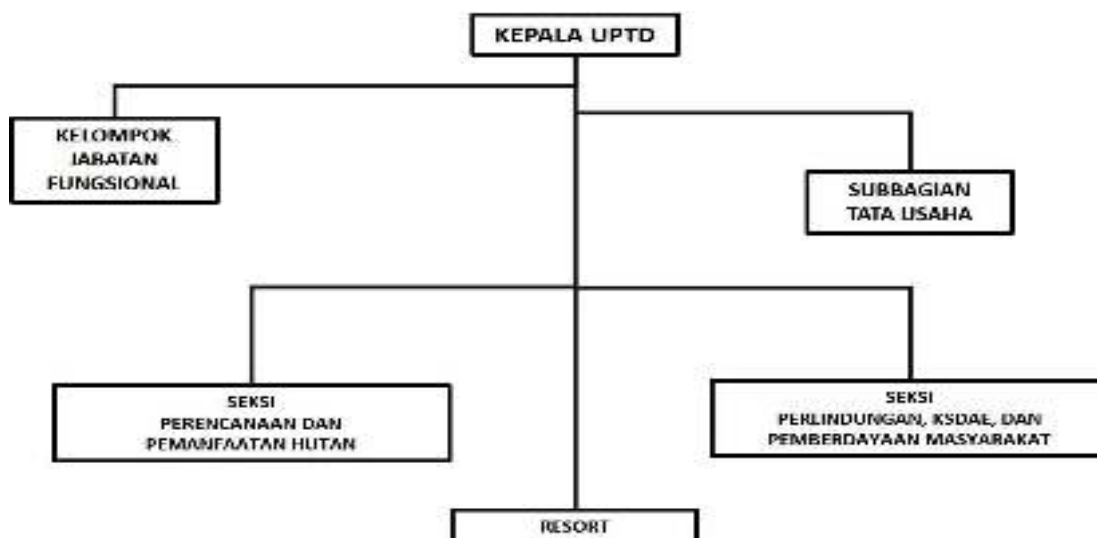 KEPALA UPTD
KELOMPOK
JABATAN
FUNGSIONAL
SUBBAGIAN
TATA USAHA
SEKSI
PERENCANAAN DAN
PEMANFAATAN HUTAN
SEKSI
PERLINDUNGAN, KSDAE, DAN
PEMBERDAYAAN MASYARAKAT
RESORT